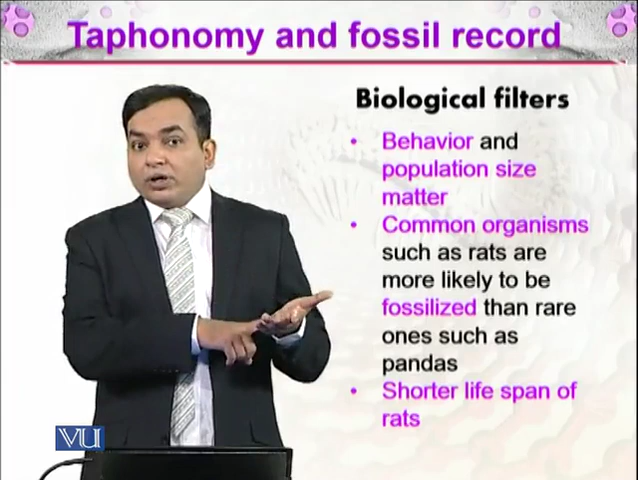 Taphonomy and fossil record
Biological filters
• Behavior and
population size
matter
• Common organisms
such as rats are
more likely to be
fossilized than rare
ones such as
pandas
• Shorter life span of
rats
VU